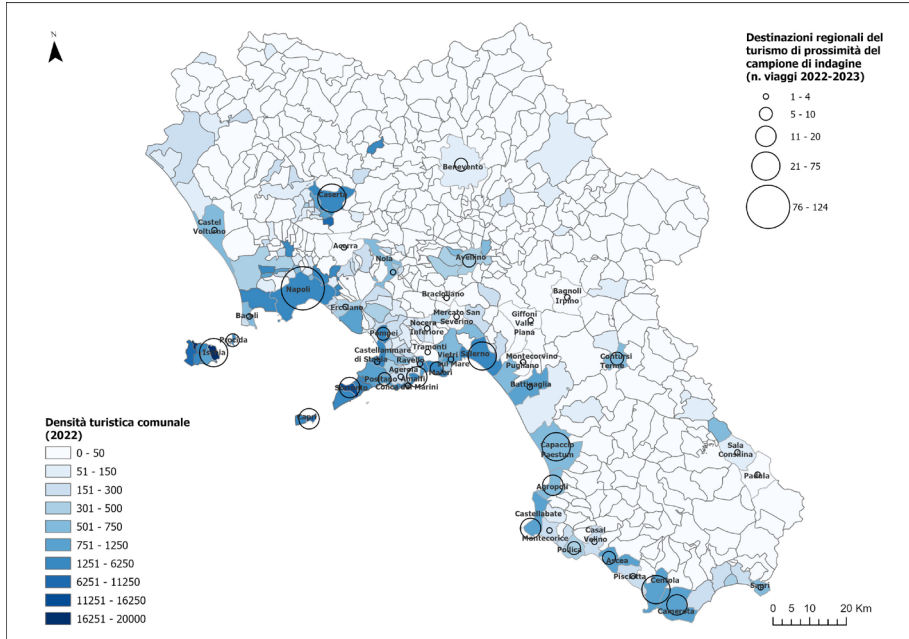 N
Destinazioni regionali del
turismo di prossimità del
campione di indagine
(n. viaggi 2022-2023)
1 - 4
5 - 10
11 - 20
21 - 75
76 - 124
Benevento
Caserta
Castel
Volturno
Acerra
Nola
Avellino
Napoli
Bracigliano
Bagnoli
Irpino
Ercolano
Mercato San
Severino
Giffoni
Valle
Piana
Bacoli
Nocera
Inferiore
Pompei
Procida
Ischia
Tramonti
Castellammare
di Stabia
Ravello
Vietri
sul Mare
Salerno
Montecorvino
Pugliano
Contursi
Terme
Agerola
Maiori
Positano
Amalfi
Conca dei Marini
Sorrento
Battipaglia
Capri
Densità turistica comunale
(2022)
0 - 50
51 - 150
151 - 300
301 - 500
501 - 750
751 - 1250
1251 - 6250
6251 - 11250
11251 - 16250
16251 - 20000
Capaccio
Paestum
Sala
Consilina
Padula
Agropoli
Castellabate
Montecorice
Casal
Velino
Pollica
Ascea
Pisciotta
Centola
Camerota
Sapri
0 5 10 20 Km